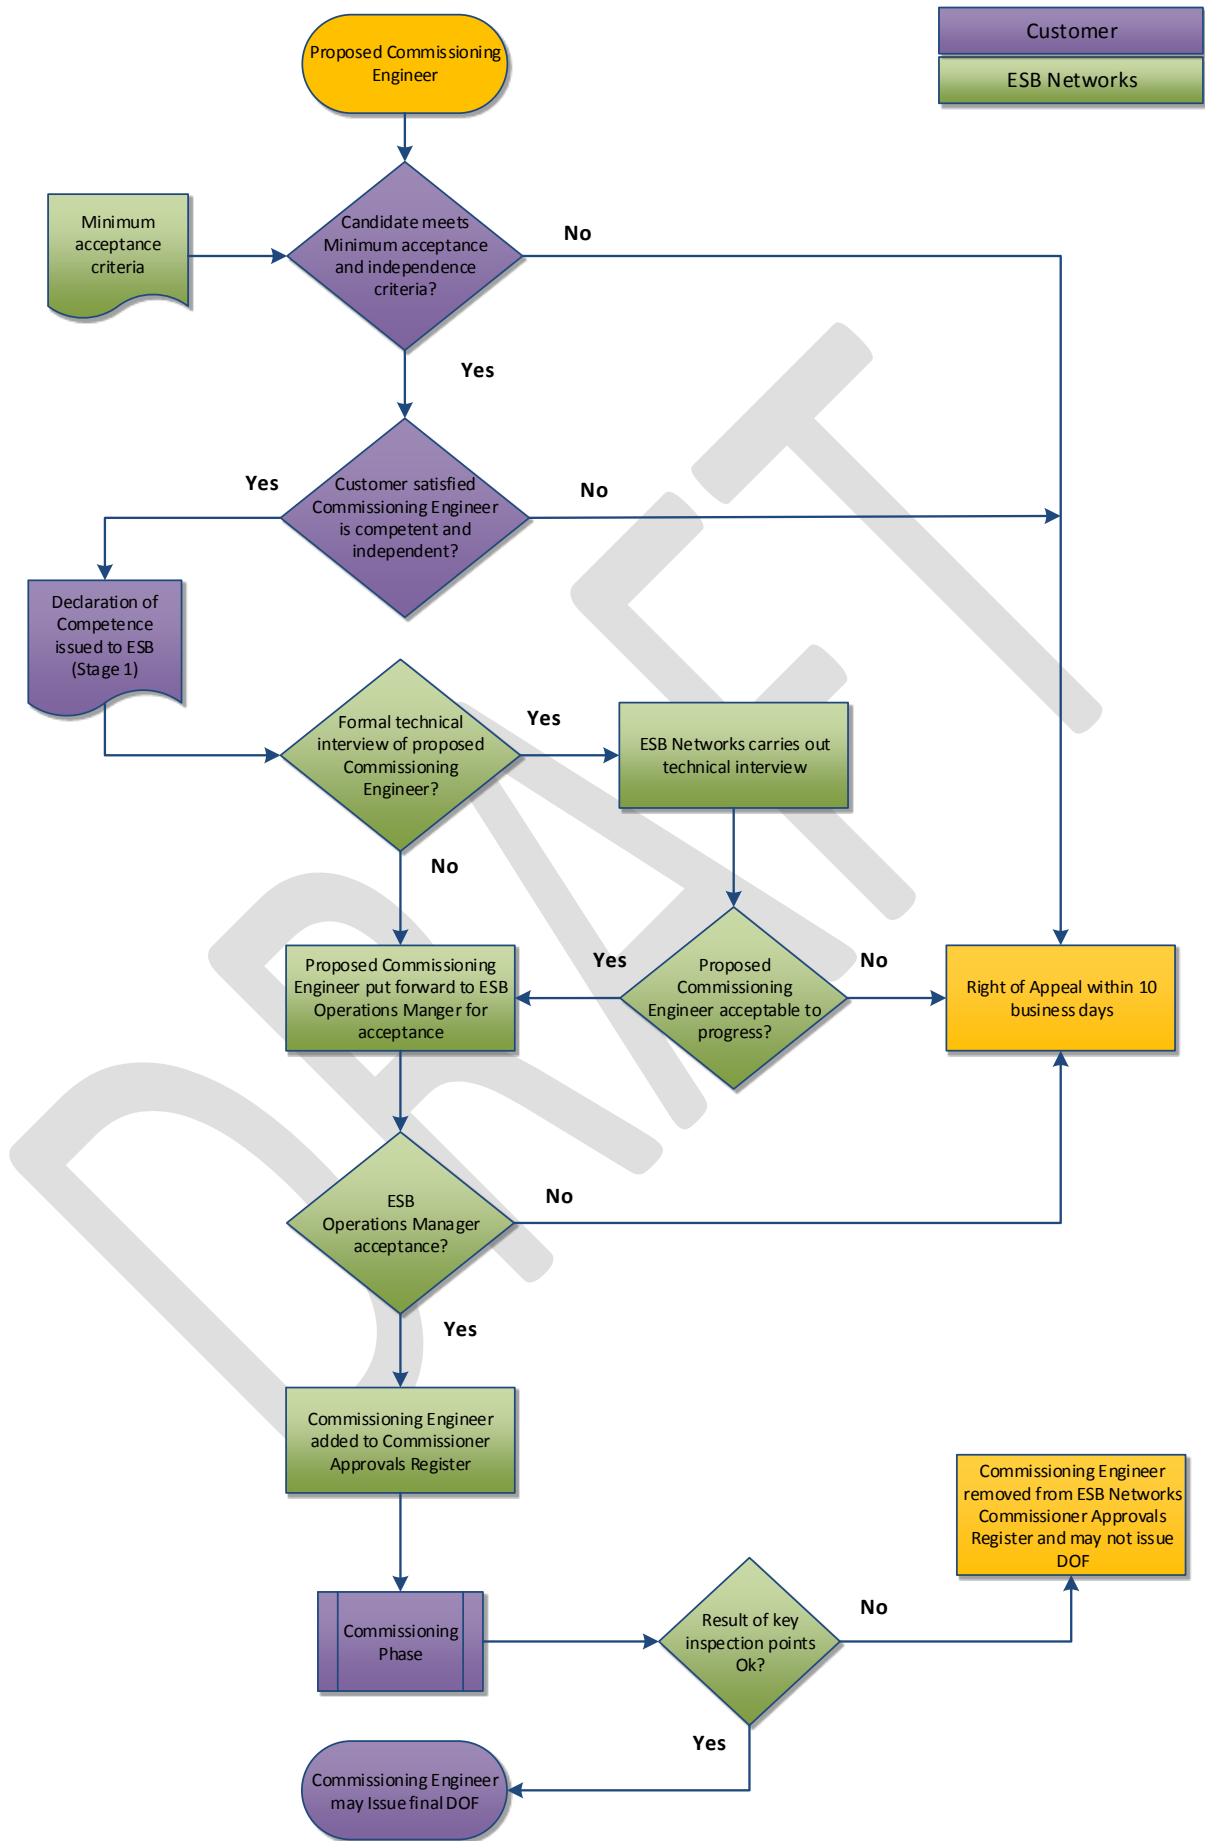 Customer
ESB Networks
Proposed Commissioning
Engineer
Minimum
acceptance
criteria
Candidate meets
Minimum acceptance
and independence
criteria?
No
Yes
Customer satisfied
Commissioning Engineer
is competent and
independent?
Yes
No
Declaration of
Competence
issued to ESB
(Stage 1)
Formal technical
interview of proposed
Commissioning
Engineer?
Yes
No
ESB Networks carries out
technical interview
Proposed Commissioning
Engineer put forward to ESB
Operations Manger for
acceptance
Yes
Proposed
Commissioning
Engineer acceptable to
progress?
No
Right of Appeal within 10
business days
ESB
Operations Manager
acceptance?
No
Yes
Commissioning Engineer
added to Commissioner
Approvals Register
Commissioning Engineer
removed from ESB Networks
Commissioner Approvals
Register and may not issue
DOF
Commissioning
Phase
Result of key
inspection points
Ok?
No
Yes
Commissioning Engineer
may Issue final DOF
DRAFT